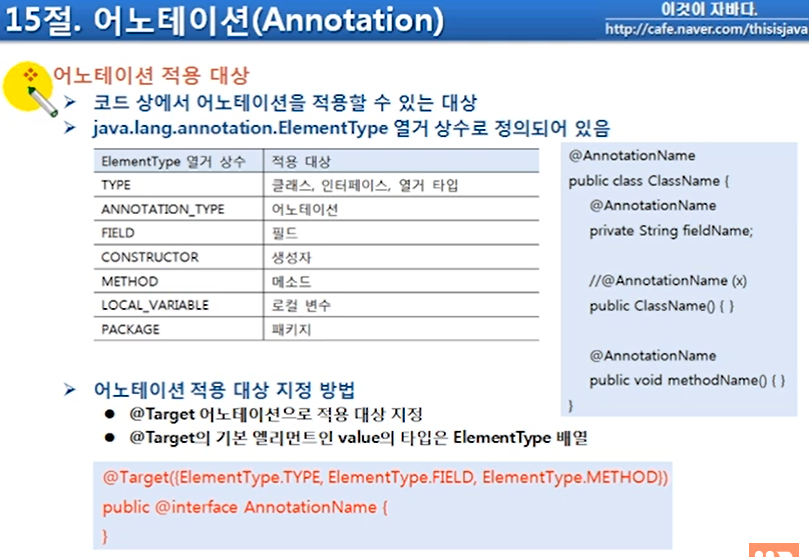 15절. 어노테이션(Annotation)
이것이 자바다.
http://cafe.naver.com/thisisjava
어노테이션 적용 대상
코드 상에서 어노테이션을 적용할 수 있는 대상
java.lang.annotation.ElementType 열거 상수로 정의되어 있음
ElementType 열거 상수 적용 대상
TYPE 클래스, 인터페이스, 열거 타입
ANNOTATION_TYPE 어노테이션
FIELD 필드
CONSTRUCTOR 생성자
METHOD 메소드
LOCAL_VARIABLE 로컬 변수
PACKAGE 패키지
@AnnotationName
public class ClassName {
@AnnotationName
private String fieldName;
//@AnnotationName (x)
public ClassName() { }
@AnnotationName
public void methodName() { }
}
어노테이션 적용 대상 지정 방법
@Target 어노테이션으로 적용 대상 지정
@Target의 기본 엘리먼트인 value의 타입은 ElementType 배열
@Target({ElementType.TYPE, ElementType.FIELD, ElementType.METHOD})
public @interface AnnotationName {
}